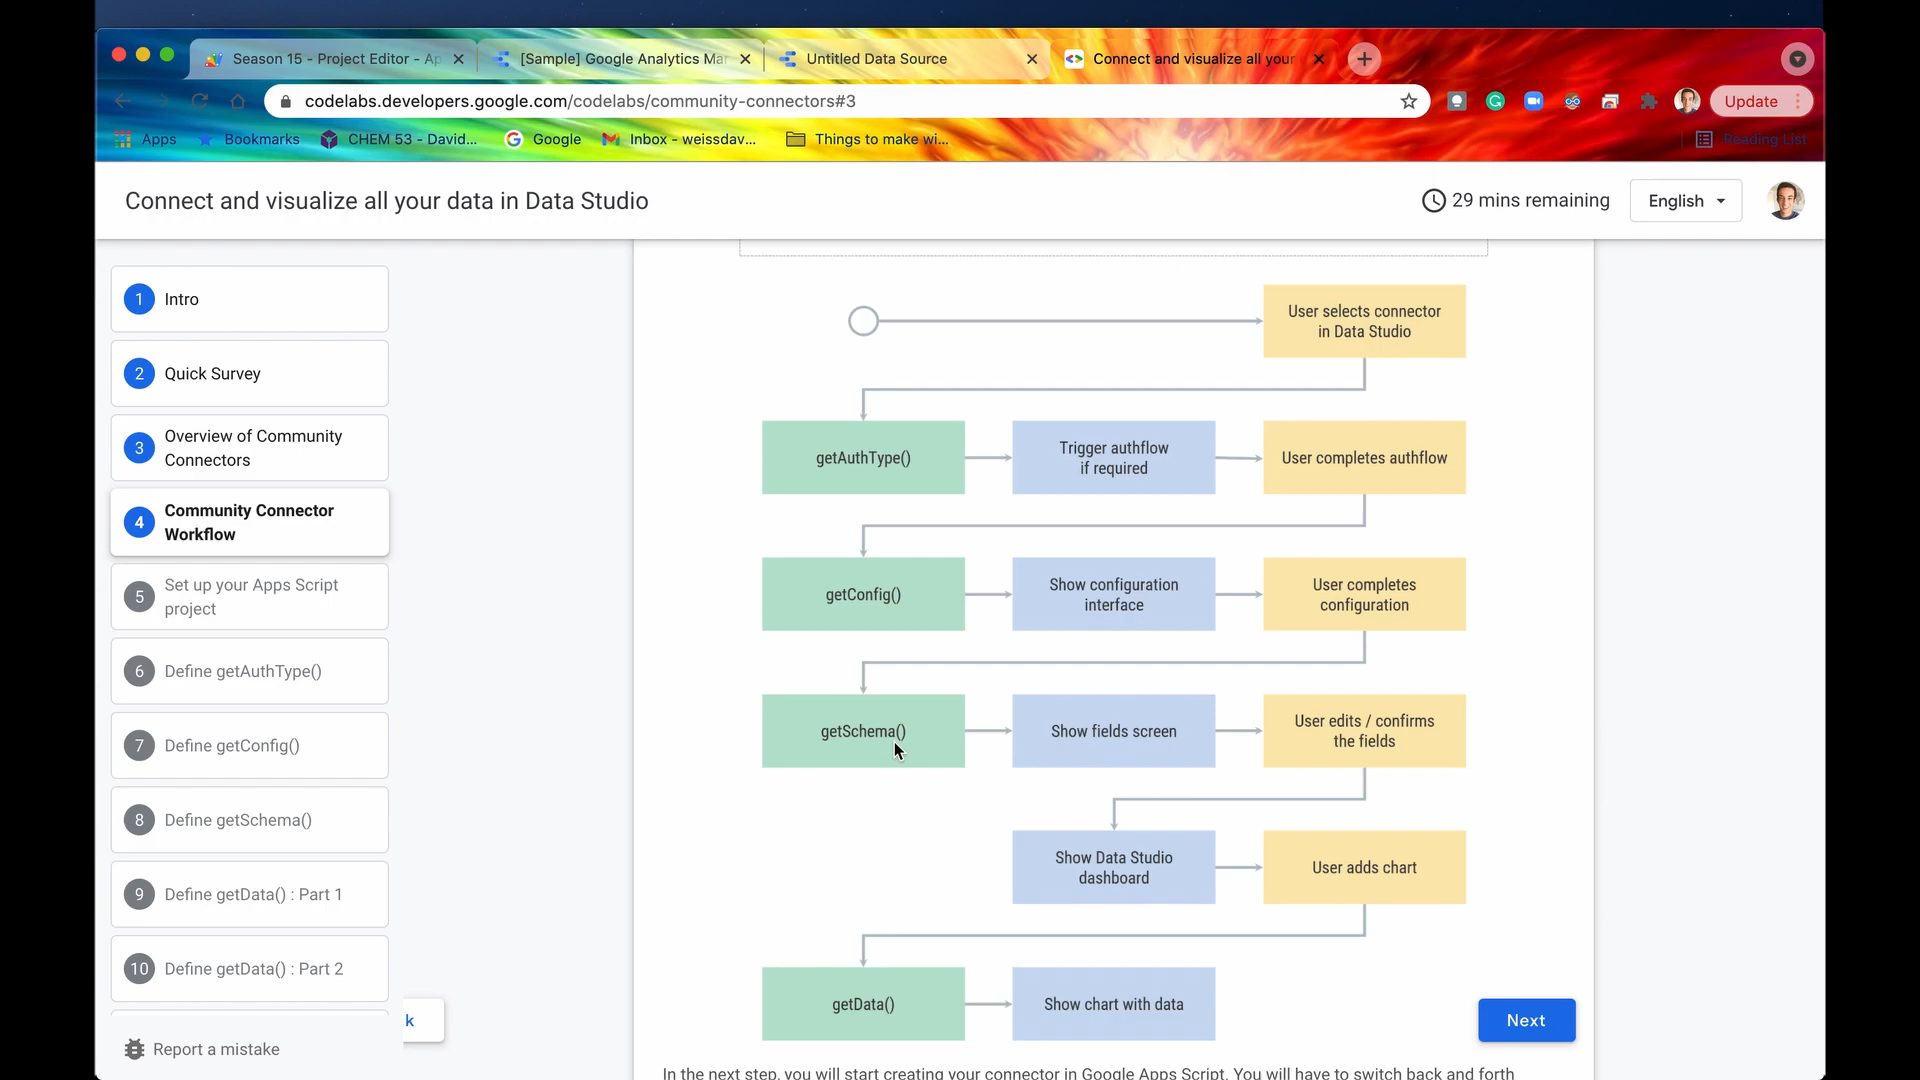 Season 15 - Project Editor - Ap
[Sample] Google Analytics Mar
Untitled Data Source
Connect and visualize all your
codelabs.developers.google.com/codelabs/community-connectors#3
Update
Apps
Bookmarks
CHEM 53 - David...
Google
Inbox - weissdav...
Things to make wi...
Reading List
Connect and visualize all your data in Data Studio
29 mins remaining
English
1 Intro
2 Quick Survey
3 Overview of Community
Connectors
4 Community Connector
Workflow
5 Set up your Apps Script
project
6 Define getAuthType()
7 Define getConfig()
8 Define getSchema()
9 Define getData() : Part 1
10 Define getData() : Part 2
k
Report a mistake
User selects connector
in Data Studio
getAuthType()
Trigger authflow
if required
User completes authflow
getConfig()
Show configuration
interface
User completes
configuration
getSchema()
Show fields screen
User edits / confirms
the fields
Show Data Studio
dashboard
User adds chart
getData()
Show chart with data
Next
In the next step, you will start creating your connector in Google Apps Script. You will have to switch back and forth